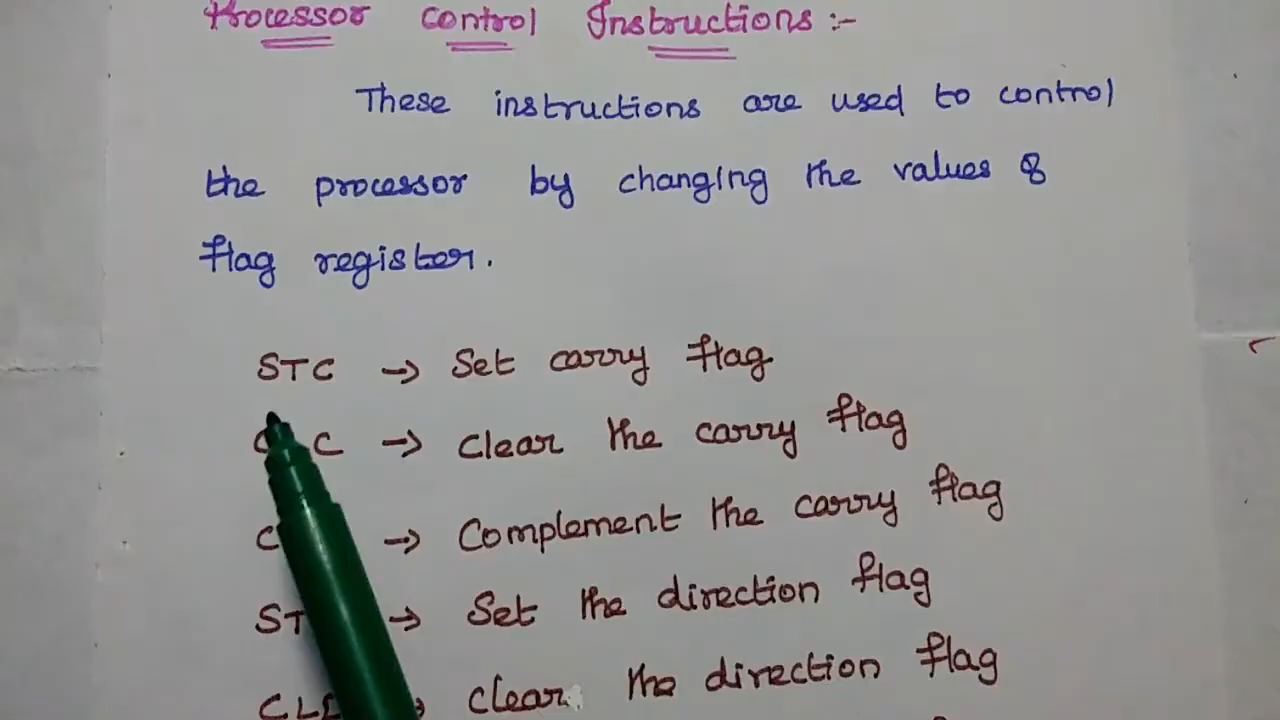 Processor Control Instructions :-
These instructions are used to control
the processor by changing the values of
flag register.
STC → Set carry flag
→ Clear the carry flag
→ Complement the carry flag
→ Set the direction flag
→ clear the direction flag